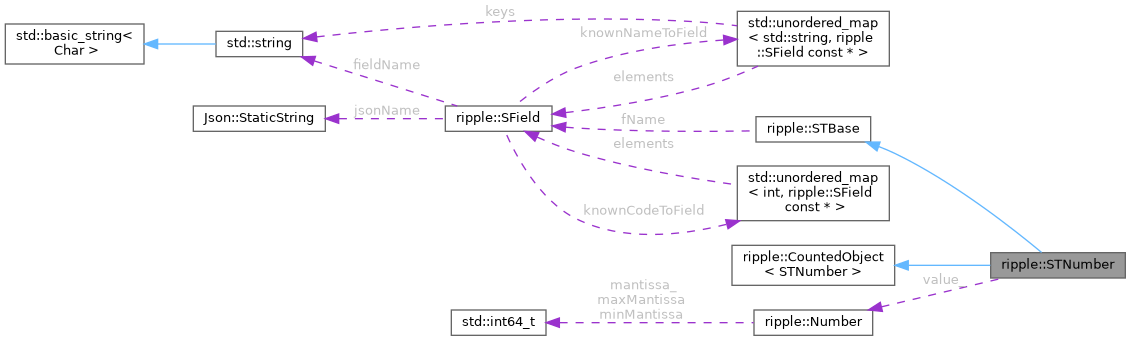 std::basic_string<
Char >
std::string
keys
knownNameToField
std::unordered_map
< std::string, ripple
::SField const * >
fieldName
elements
Json::StaticString
jsonName
ripple::SField
fName
ripple::STBase
elements
std::unordered_map
< int, ripple::SField
const * >
knownCodeToField
ripple::CountedObject
< STNumber >
ripple::STNumber
value_
mantissa_
maxMantissa
minMantissa
std::int64_t
ripple::Number